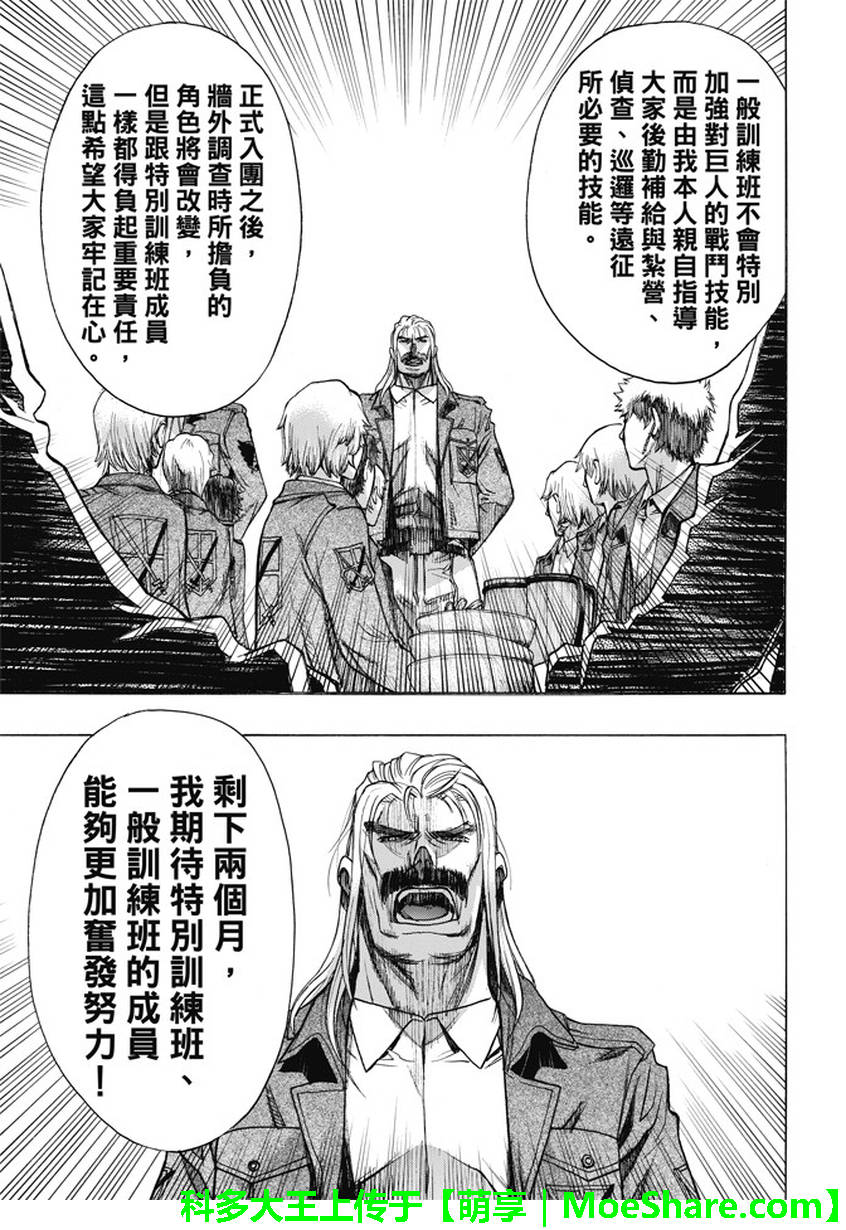 一般訓練班不會特別
加強對巨人的戰鬥技能，
而是由我本人親自指導
大家後勤補給與紮營、
偵查、巡邏等遠征
所必要的技能。
正式入團之後，
牆外調查時所擔負的
角色將會改變，
但是跟特別訓練班成員
一樣都得負起重要責任，
這點希望大家牢記在心。
剩下兩個月，
我期待特別訓練班、
一般訓練班的成員
能夠更加奮發努力！
科多大王上传于【萌享｜MoeShare.com】